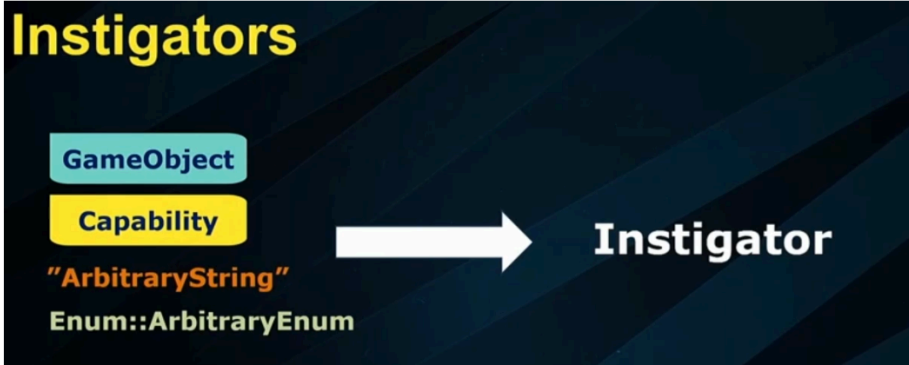 Instigators
GameObject
Capability
"ArbitraryString"
Enum::ArbitraryEnum
Instigator